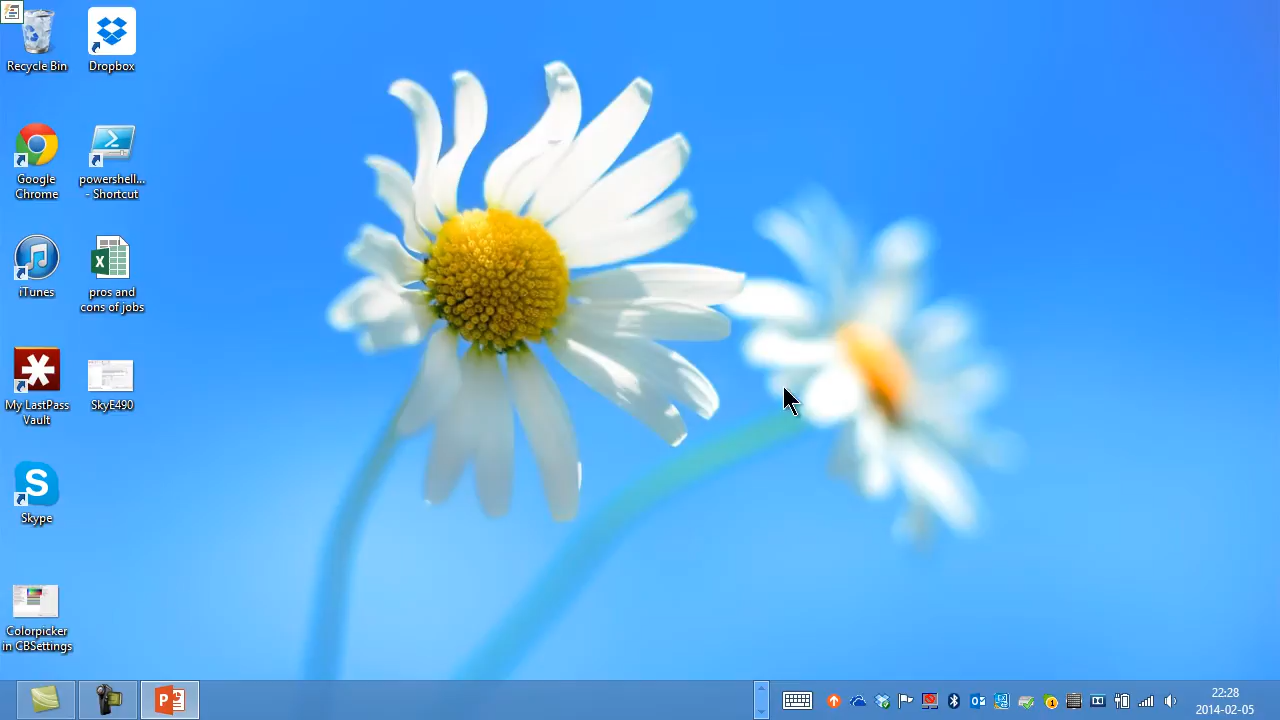 Recycle Bin
Dropbox
Google
Chrome
powershell...
- Shortcut
iTunes
pros and
cons of jobs
My LastPass
Vault
SkyE490
Skype
Colorpicker
in CBSettings
22:28
2014-02-05